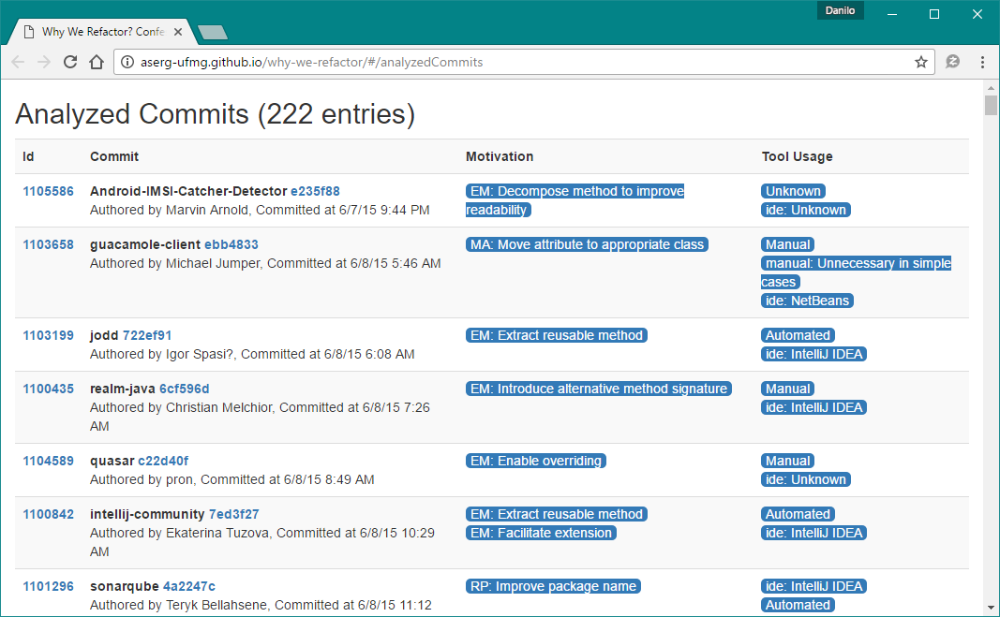 Danilo
Why We Refactor? Confe
aserg-ufmg.github.io/why-we-refactor/#/analyzedCommits
Analyzed Commits (222 entries)
Id Commit Motivation Tool Usage
1105586 Android-IMSI-Catcher-Detector e235f88 EM: Decompose method to improve Unknown
Authored by Marvin Arnold, Committed at 6/7/15 9:44 PM readability ide: Unknown
1103658 guacamole-client ebb4833 MA: Move attribute to appropriate class Manual
Authored by Michael Jumper, Committed at 6/8/15 5:46 AM manual: Unnecessary in simple
cases
ide: NetBeans
1103199 jodd 722ef91 EM: Extract reusable method Automated
Authored by Igor Spasi?, Committed at 6/8/15 6:08 AM ide: IntelliJ IDEA
1100435 realm-java 6cf596d EM: Introduce alternative method signature Manual
Authored by Christian Melchior, Committed at 6/8/15 7:26 ide: IntelliJ IDEA
AM
1104589 quasar c22d40f EM: Enable overriding Manual
Authored by pron, Committed at 6/8/15 8:49 AM ide: Unknown
1100842 intellij-community 7ed3f27 EM: Extract reusable method Automated
Authored by Ekaterina Tuzova, Committed at 6/8/15 10:29 EM: Facilitate extension ide: IntelliJ IDEA
AM
1101296 sonarqube 4a2247c RP: Improve package name ide: IntelliJ IDEA
Authored by Teryk Bellahsene, Committed at 6/8/15 11:12 Automated